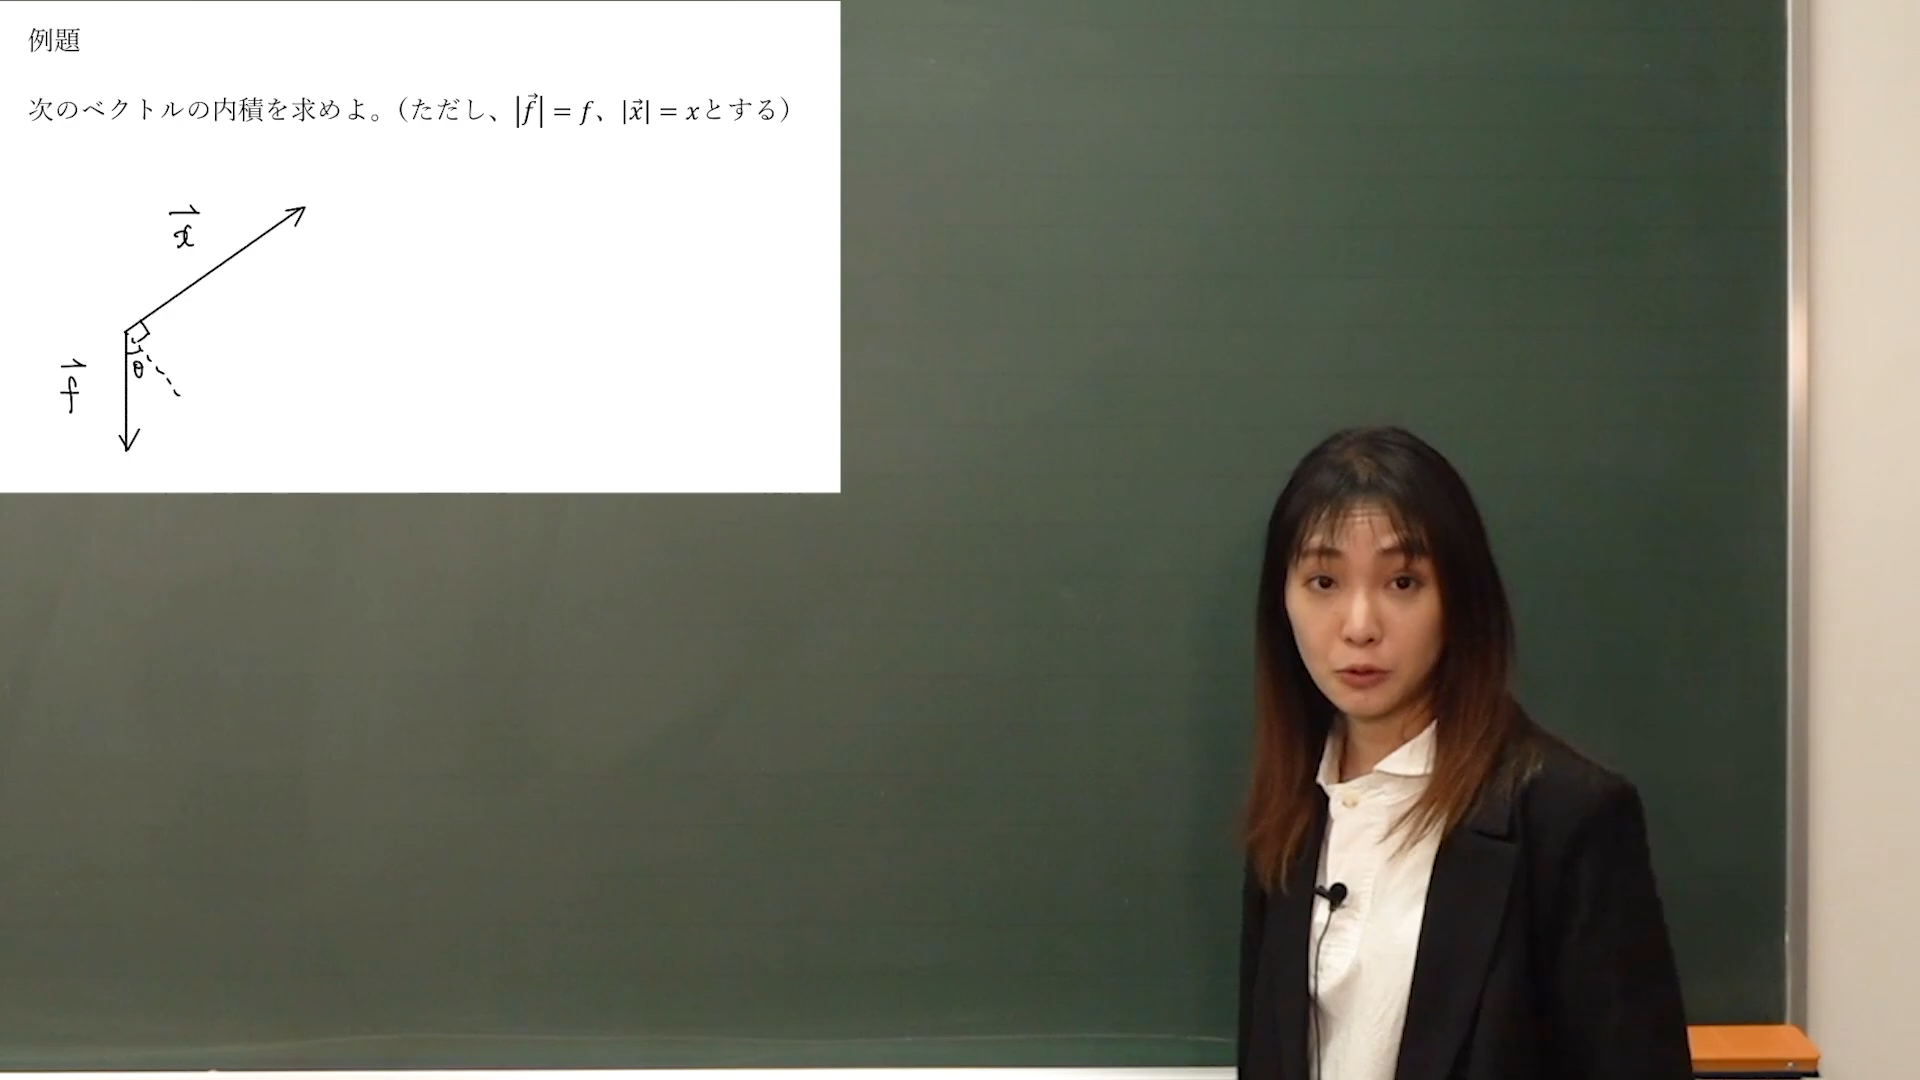 例題
次のベクトルの内積を求めよ。（ただし、|f⃗| = f、|x⃗| = xとする）
x⃗
θ
f⃗